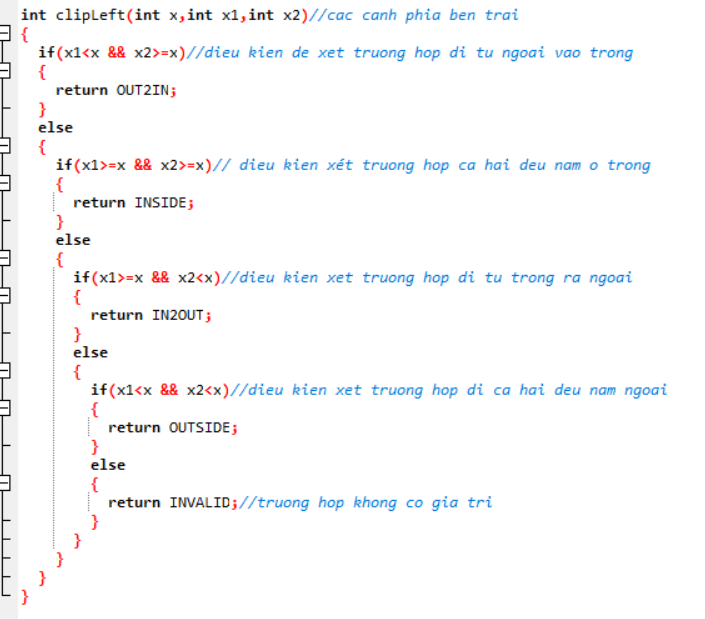 int clipLeft(int x,int x1,int x2)//cac canh phia ben trai
{
if(x1<x && x2>=x)//dieu kien de xet truong hop di tu ngoai vao trong
{
return OUT2IN;
}
else
{
if(x1>=x && x2>=x)// dieu kien xét truong hop ca hai deu nam o trong
{
return INSIDE;
}
else
{
if(x1>=x && x2<x)//dieu kien xet truong hop di tu trong ra ngoai
{
return IN2OUT;
}
else
{
if(x1<x && x2<x)//dieu kien xet truong hop di ca hai deu nam ngoai
{
return OUTSIDE;
}
else
{
return INVALID;//truong hop khong co gia tri
}
}
}
}
}